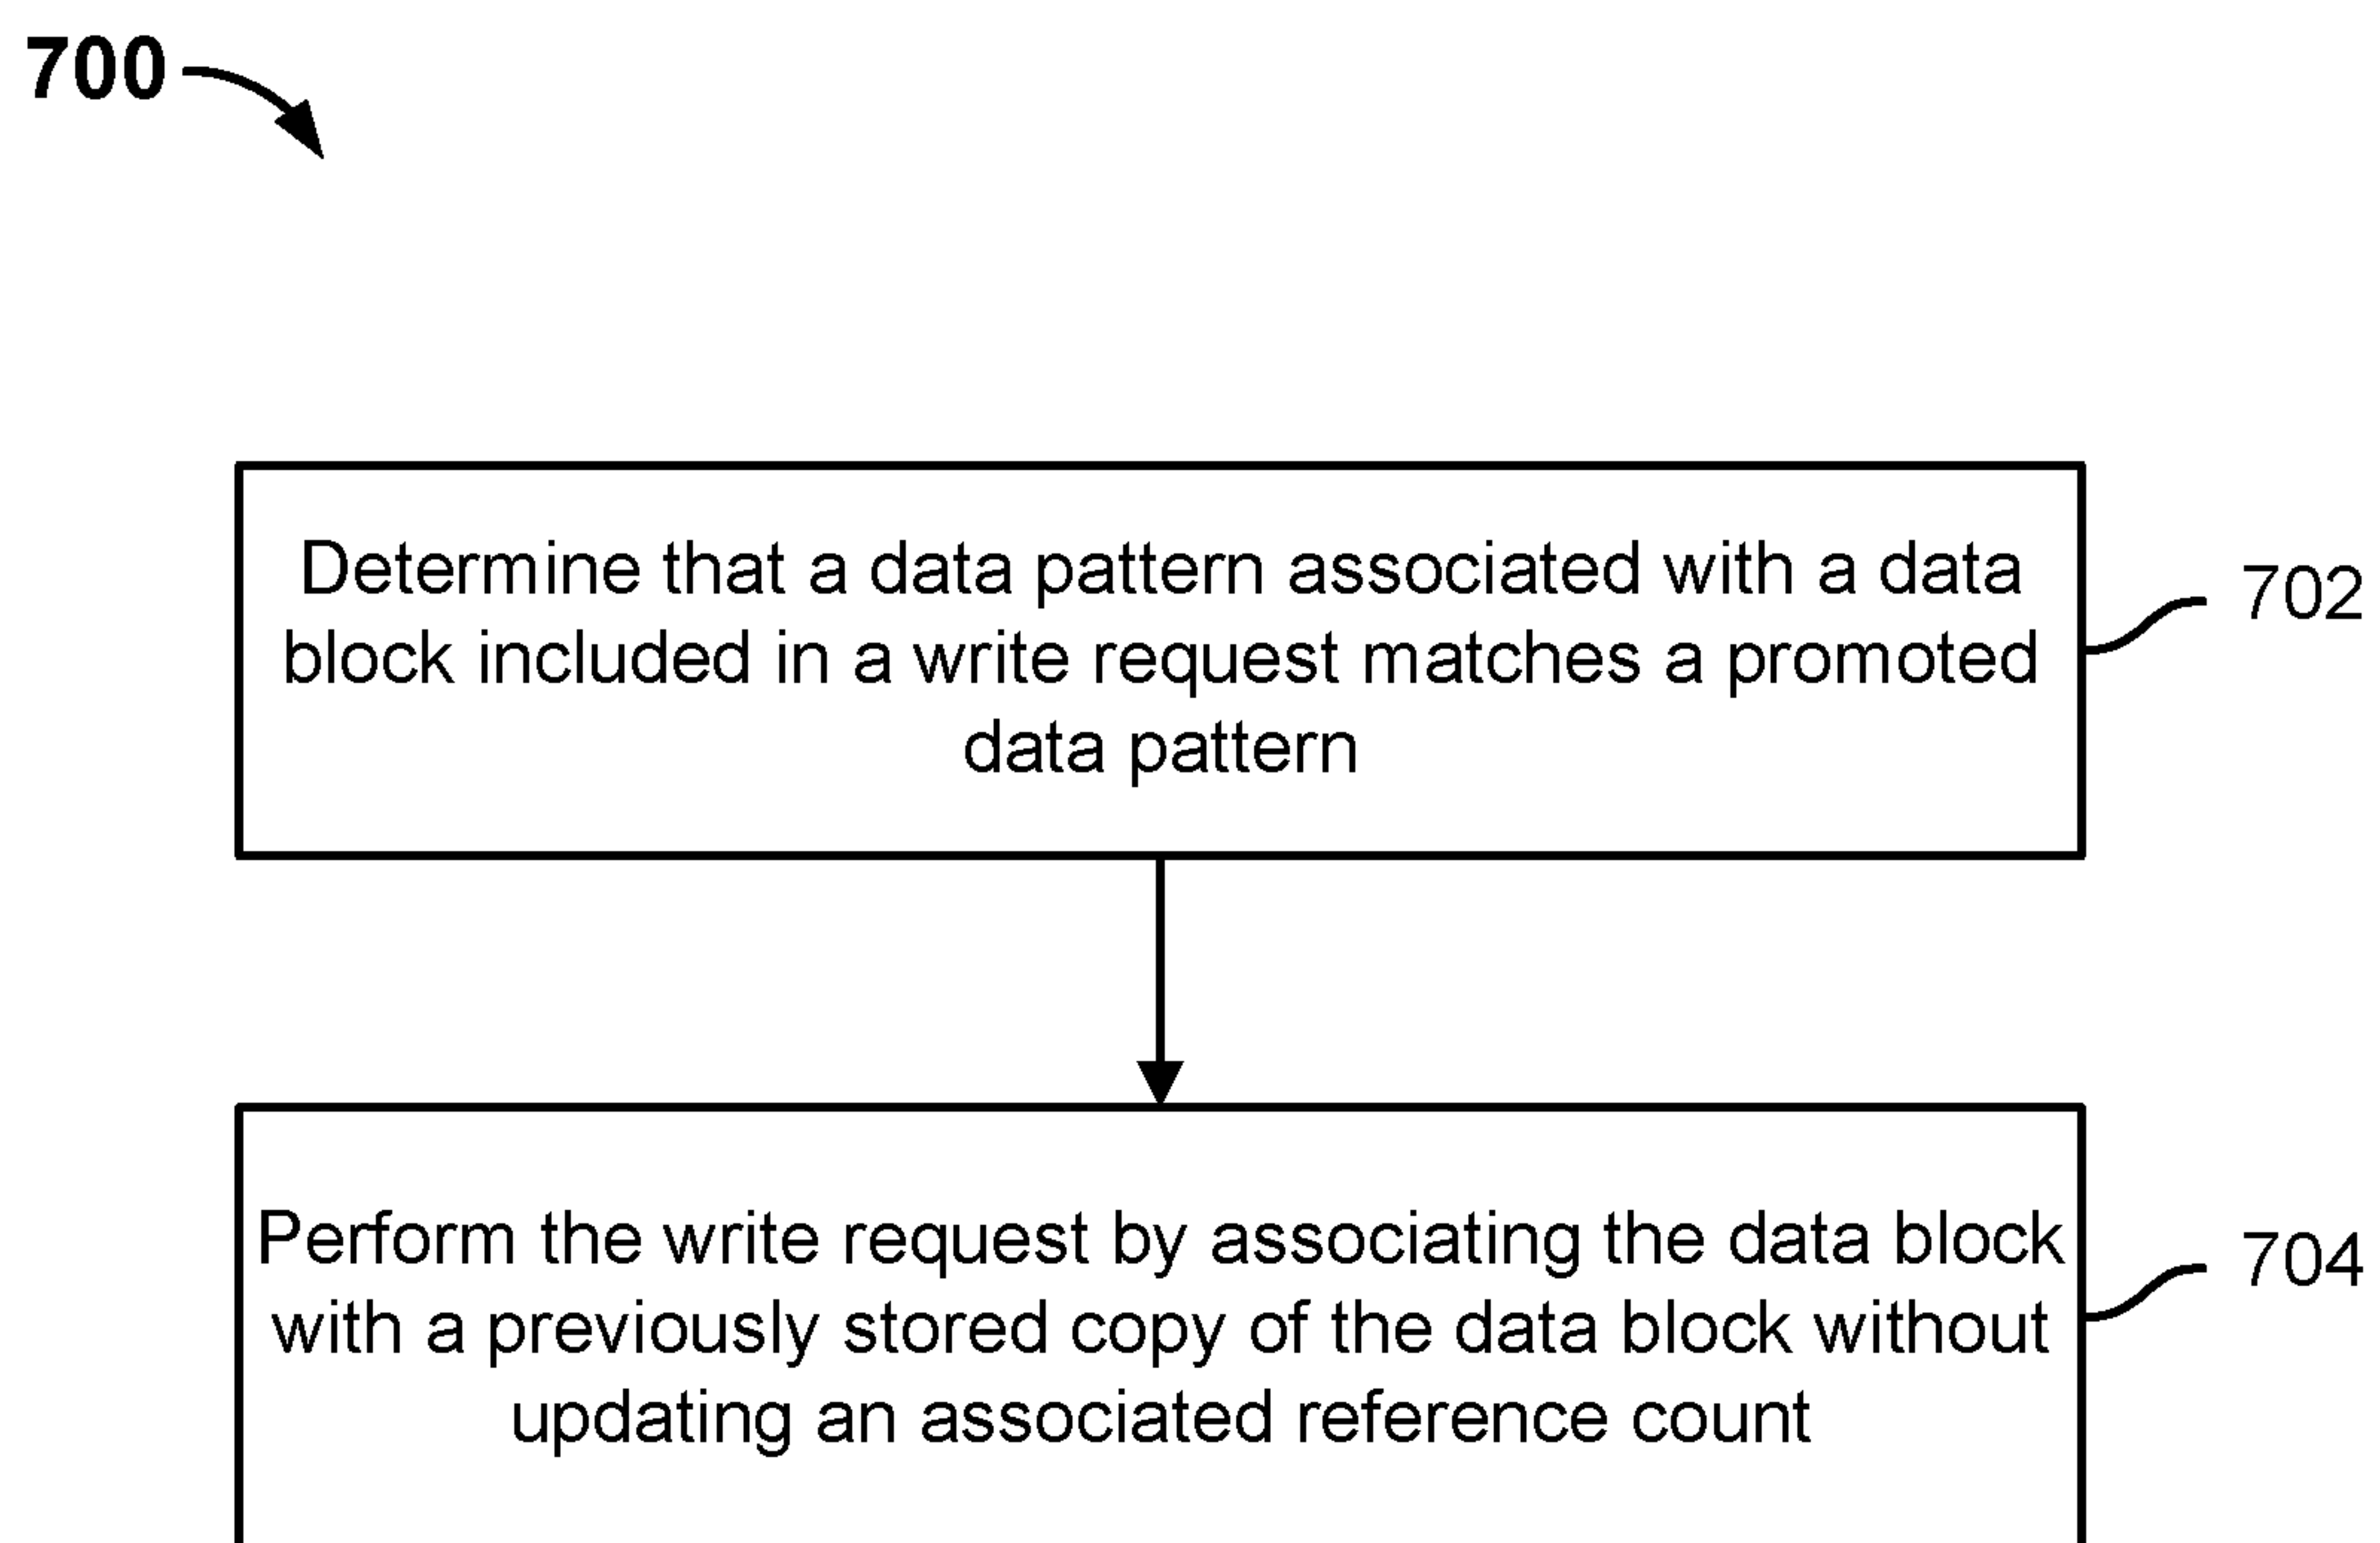 700
Determine that a data pattern associated with a data
block included in a write request matches a promoted
data pattern
702
Perform the write request by associating the data block
with a previously stored copy of the data block without
updating an associated reference count
704